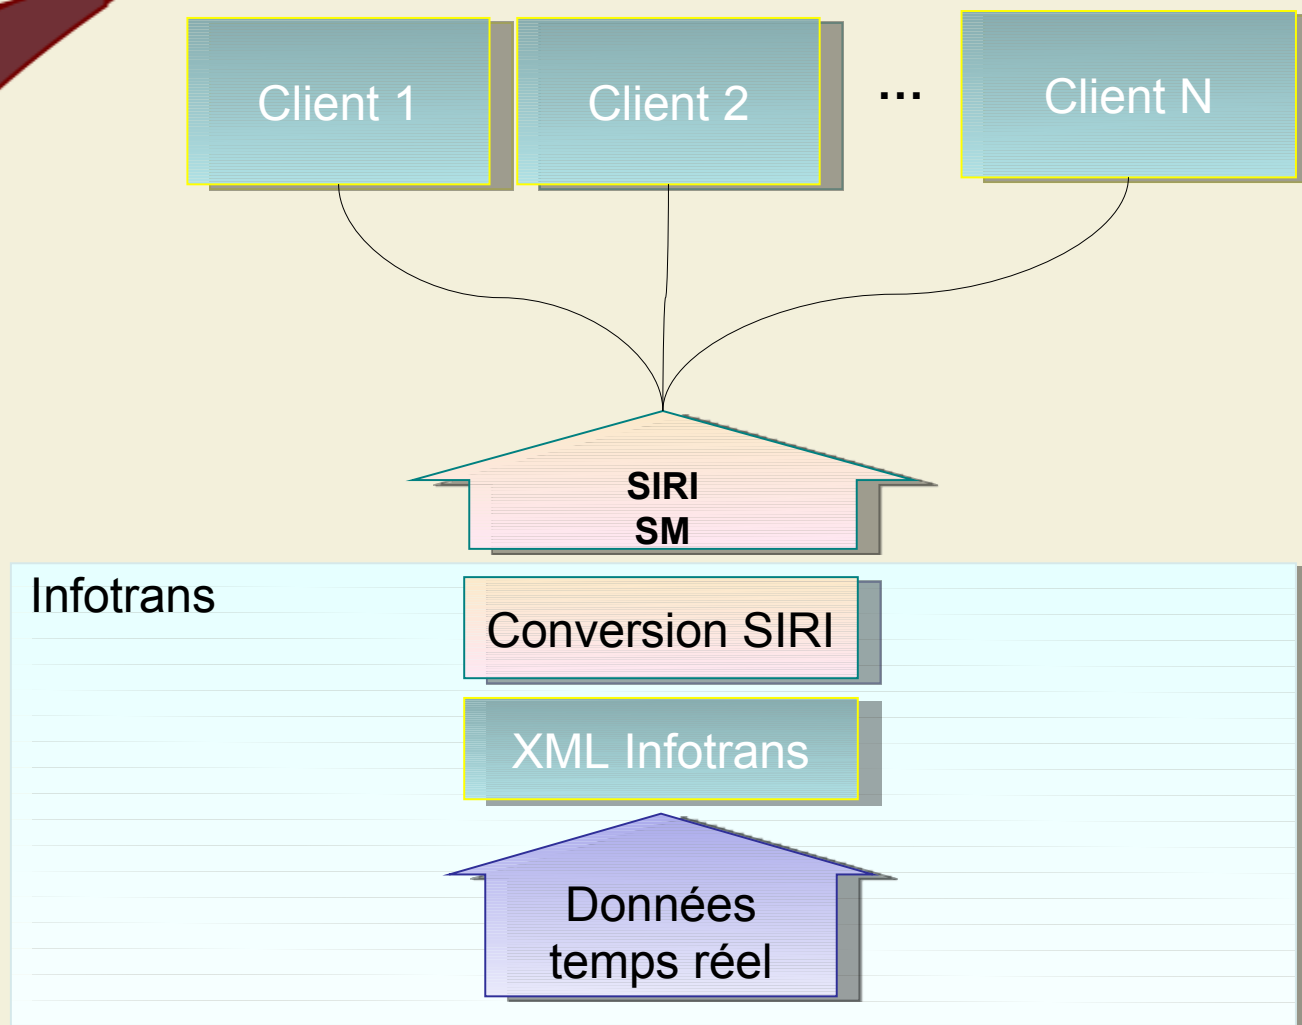 Client 1
Client 2
...
Client N
SIRI
SM
Infotrans
Conversion SIRI
XML Infotrans
Données
temps réel